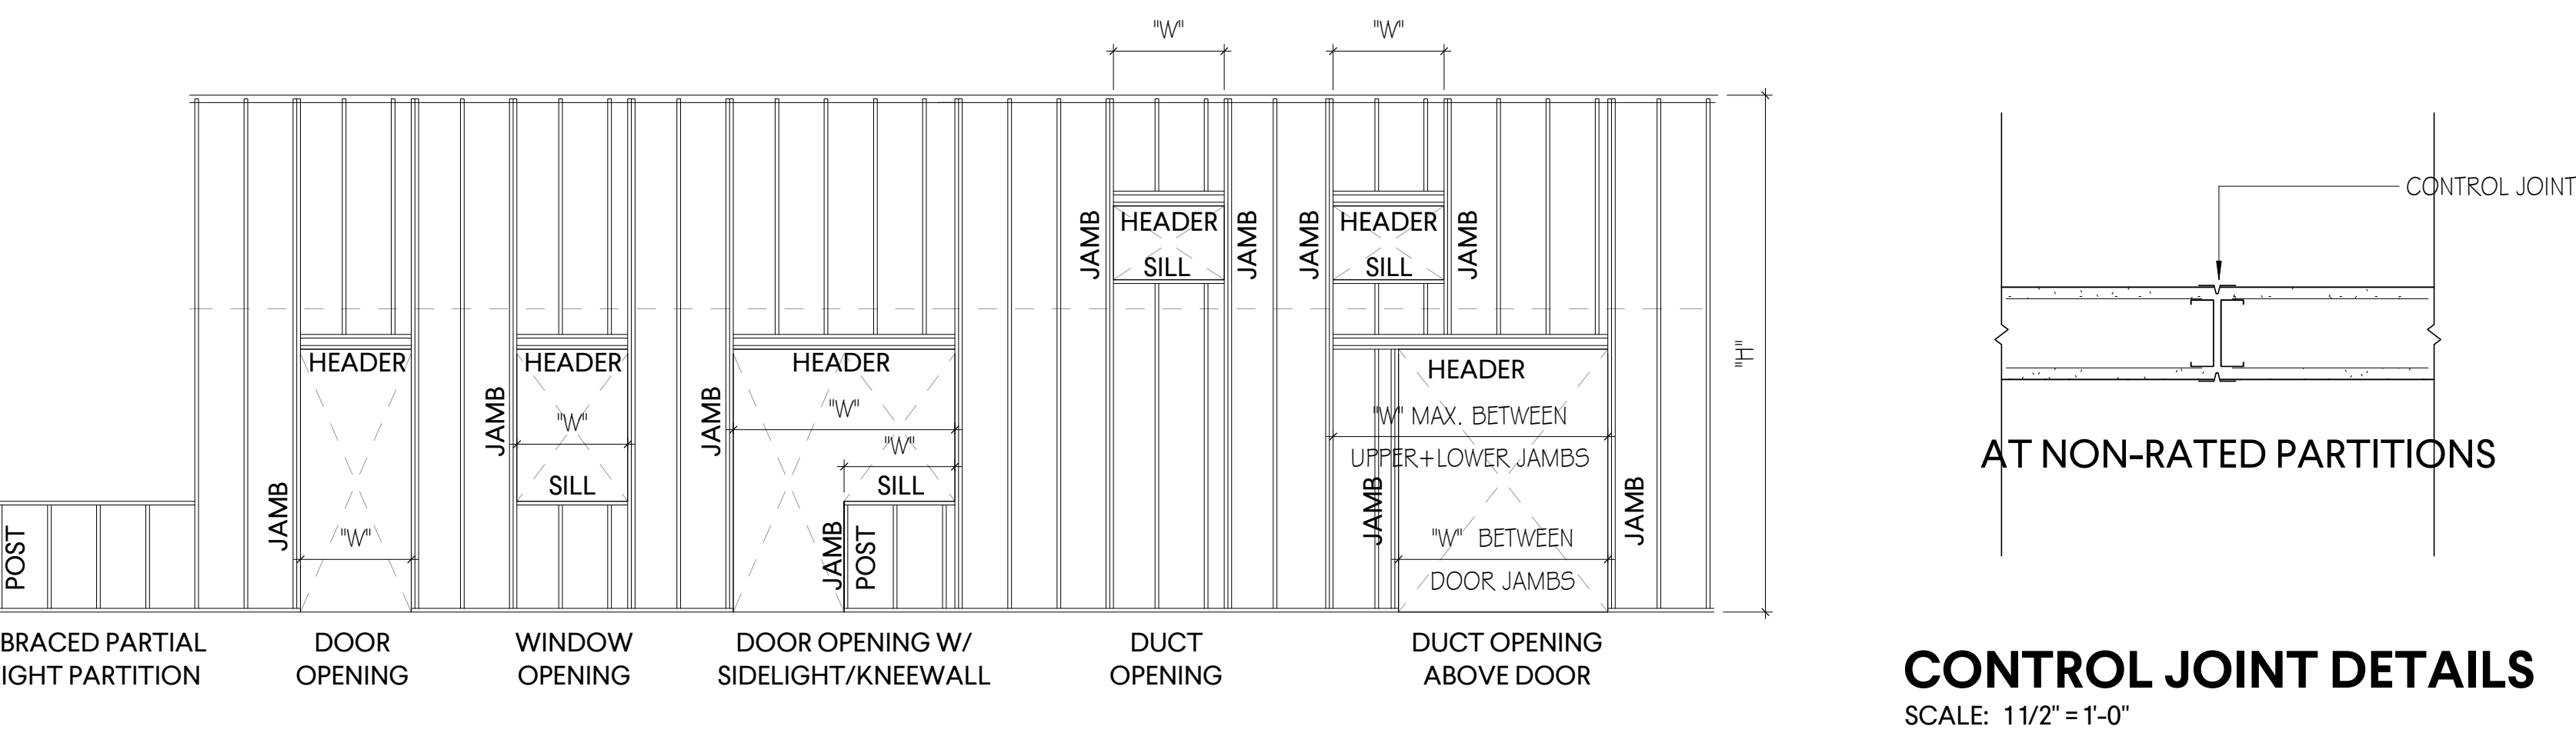 "W"
"W"
CONTROL JOINT
JAMB
HEADER
SILL
JAMB
JAMB
HEADER
SILL
JAMB
"H"
POST
JAMB
HEADER
"W"
JAMB
HEADER
"W"
SILL
JAMB
HEADER
"W"
"W"
SILL
JAMB
POST
HEADER
"W" MAX. BETWEEN
UPPER+LOWER JAMBS
JAMB
JAMB
"W" BETWEEN
DOOR JAMBS
AT NON-RATED PARTITIONS
BRACED PARTIAL
IGHT PARTITION
DOOR
OPENING
WINDOW
OPENING
DOOR OPENING W/
SIDELIGHT/KNEEWALL
DUCT
OPENING
DUCT OPENING
ABOVE DOOR
CONTROL JOINT DETAILS
SCALE: 1 1/2" = 1'-0"